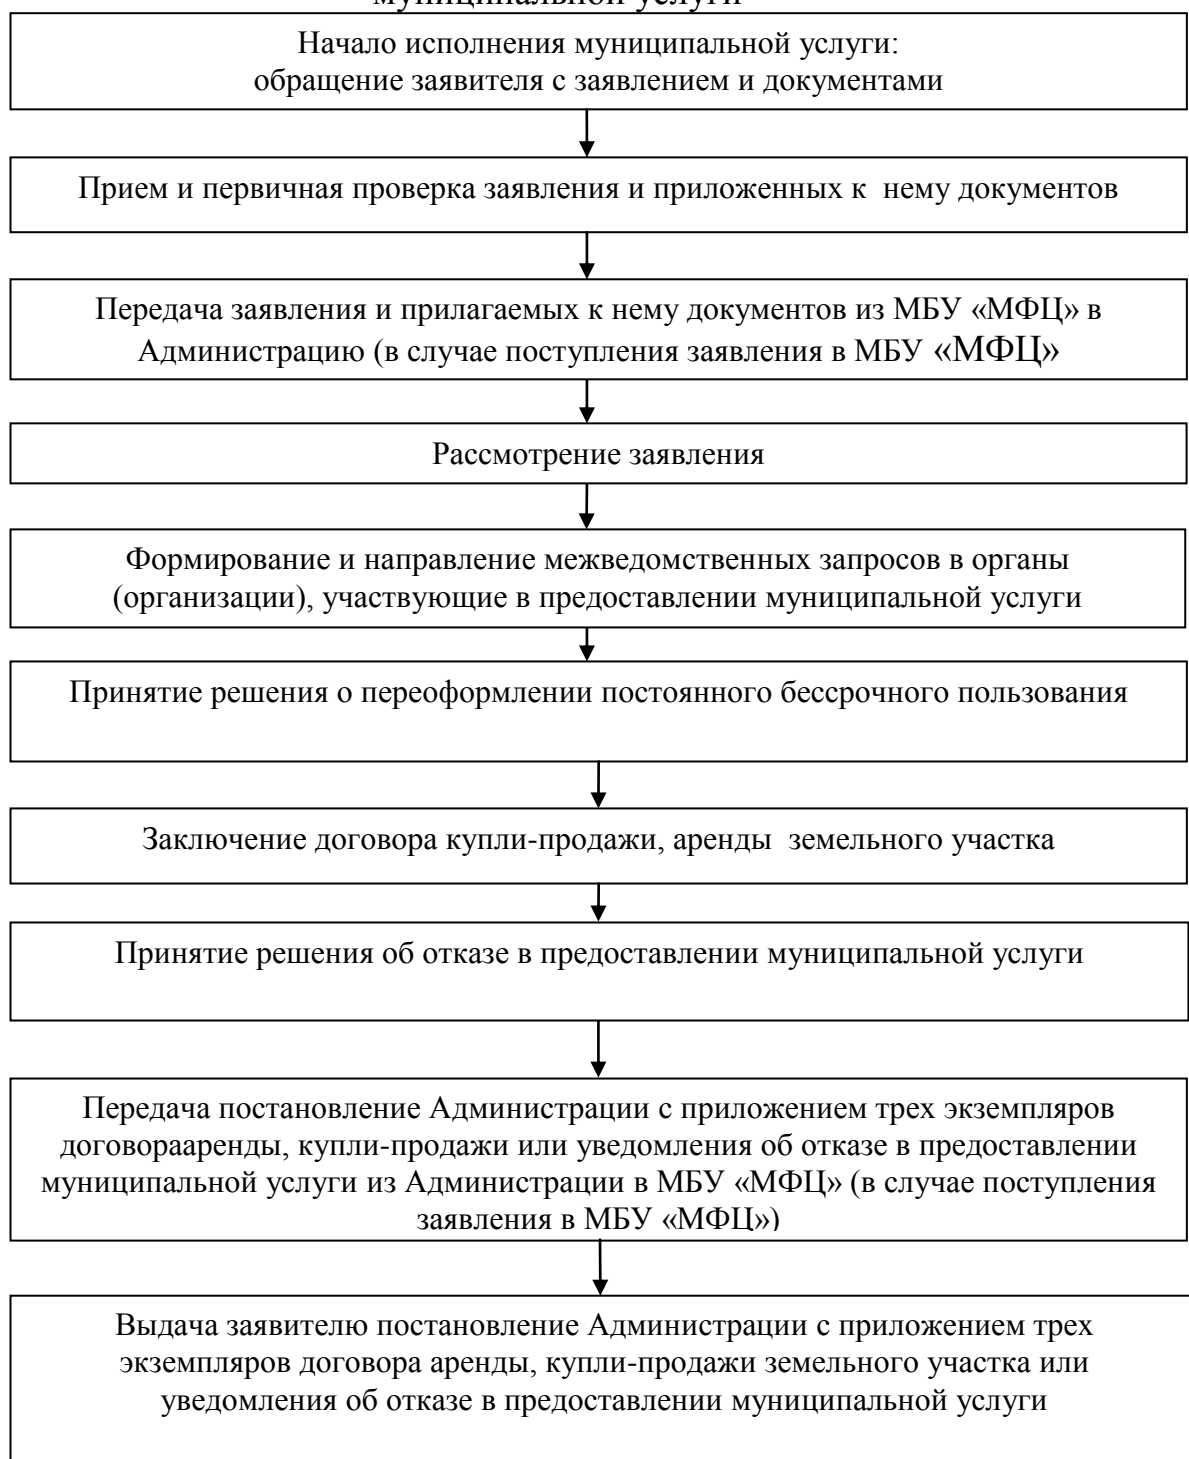 муниципальной услуги
Начало исполнения муниципальной услуги:
обращение заявителя с заявлением и документами
Прием и первичная проверка заявления и приложенных к нему документов
Передача заявления и прилагаемых к нему документов из МБУ «МФЦ» в
Администрацию (в случае поступления заявления в МБУ «МФЦ»
Рассмотрение заявления
Формирование и направление межведомственных запросов в органы
(организации), участвующие в предоставлении муниципальной услуги
Принятие решения о переоформлении постоянного бессрочного пользования
Заключение договора купли-продажи, аренды земельного участка
Принятие решения об отказе в предоставлении муниципальной услуги
Передача постановление Администрации с приложением трех экземпляров
договорааренды, купли-продажи или уведомления об отказе в предоставлении
муниципальной услуги из Администрации в МБУ «МФЦ» (в случае поступления
заявления в МБУ «МФЦ»)
Выдача заявителю постановление Администрации с приложением трех
экземпляров договора аренды, купли-продажи земельного участка или
уведомления об отказе в предоставлении муниципальной услуги